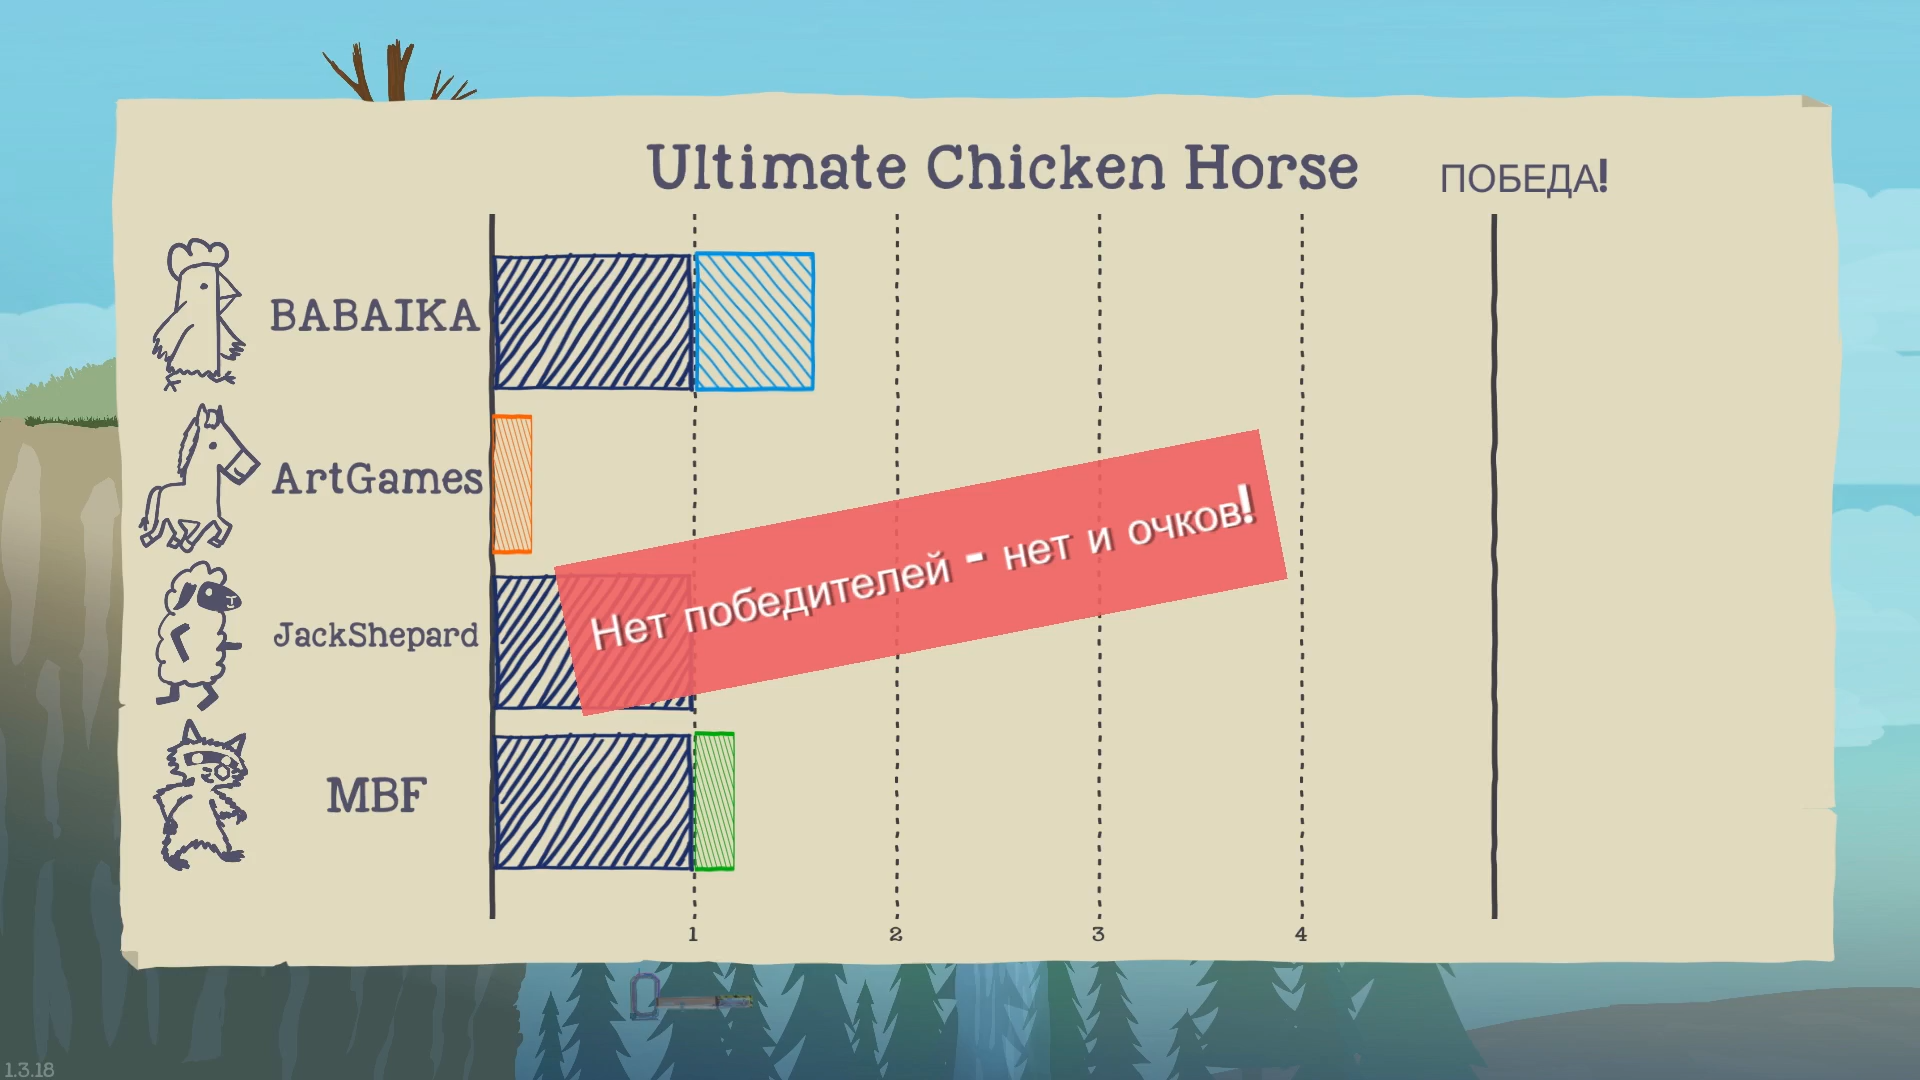 Ultimate Chicken Horse
ПОБЕДА!
BABAIKA
ArtGames
Нет победителей - нет и очков!
JackShepard
MBF
1 2 3 4
1.3.18